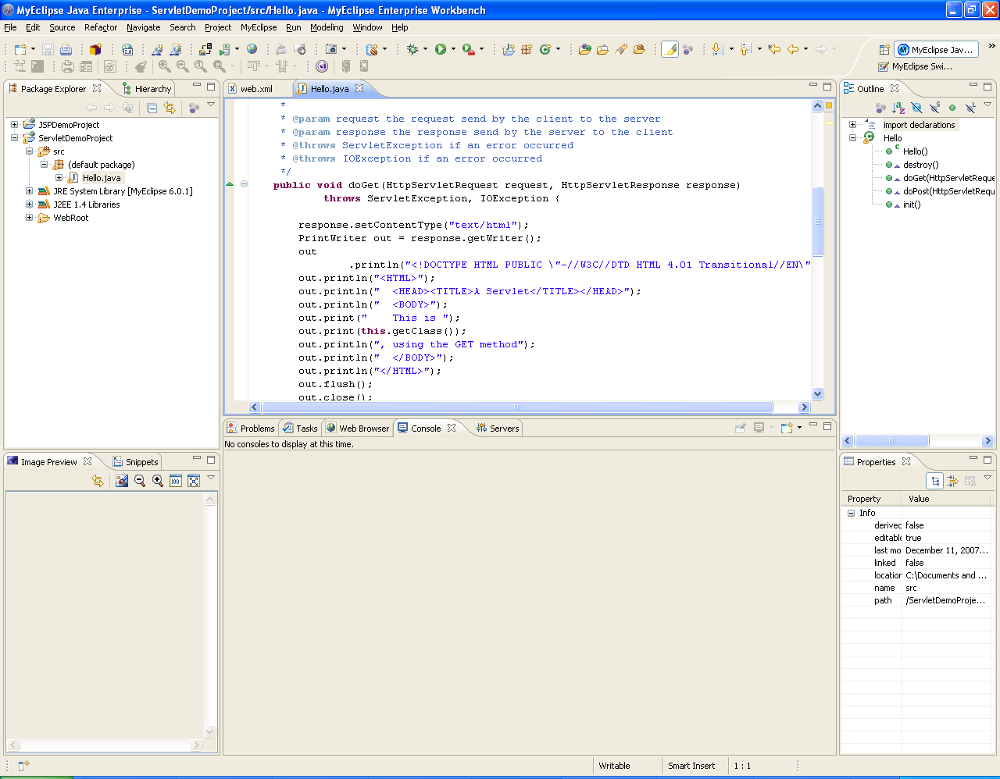 MyEclipse Java Enterprise - ServletDemoProject/src/Hello.java - MyEclipse Enterprise Workbench
File Edit Source Refactor Navigate Search Project MyEclipse Run Modeling Window Help
MyEclipse Jav...
MyEclipse Swi...
Package Explorer
Hierarchy
JSPDemoProject
ServletDemoProject
src
(default package)
Hello.java
JRE System Library [MyEclipse 6.0.1]
J2EE 1.4 Libraries
WebRoot
web.xml
Hello.java
*
* @param request the request send by the client to the server
* @param response the response send by the server to the client
* @throws ServletException if an error occurred
* @throws IOException if an error occurred
*/
public void doGet(HttpServletRequest request, HttpServletResponse response)
throws ServletException, IOException {
response.setContentType("text/html");
PrintWriter out = response.getWriter();
out
.println("<!DOCTYPE HTML PUBLIC \"-//W3C//DTD HTML 4.01 Transitional//EN\"
out.println("<HTML>");
out.println("  <HEAD><TITLE>A Servlet</TITLE></HEAD>");
out.println("  <BODY>");
out.print("    This is ");
out.print(this.getClass());
out.println(", using the GET method");
out.println("  </BODY>");
out.println("</HTML>");
out.flush();
out.close();
Outline
import declarations
Hello
Hello()
destroy()
doGet(HttpServletReque
doPost(HttpServletRequ
init()
Problems
Tasks
Web Browser
Console
Servers
No consoles to display at this time.
Image Preview
Snippets
Properties
Property Value
Info
derived false
editable true
last mo December 11, 2007...
linked false
location C:\Documents and ...
name src
path /ServletDemoProje...
Writable
Smart Insert
1 : 1